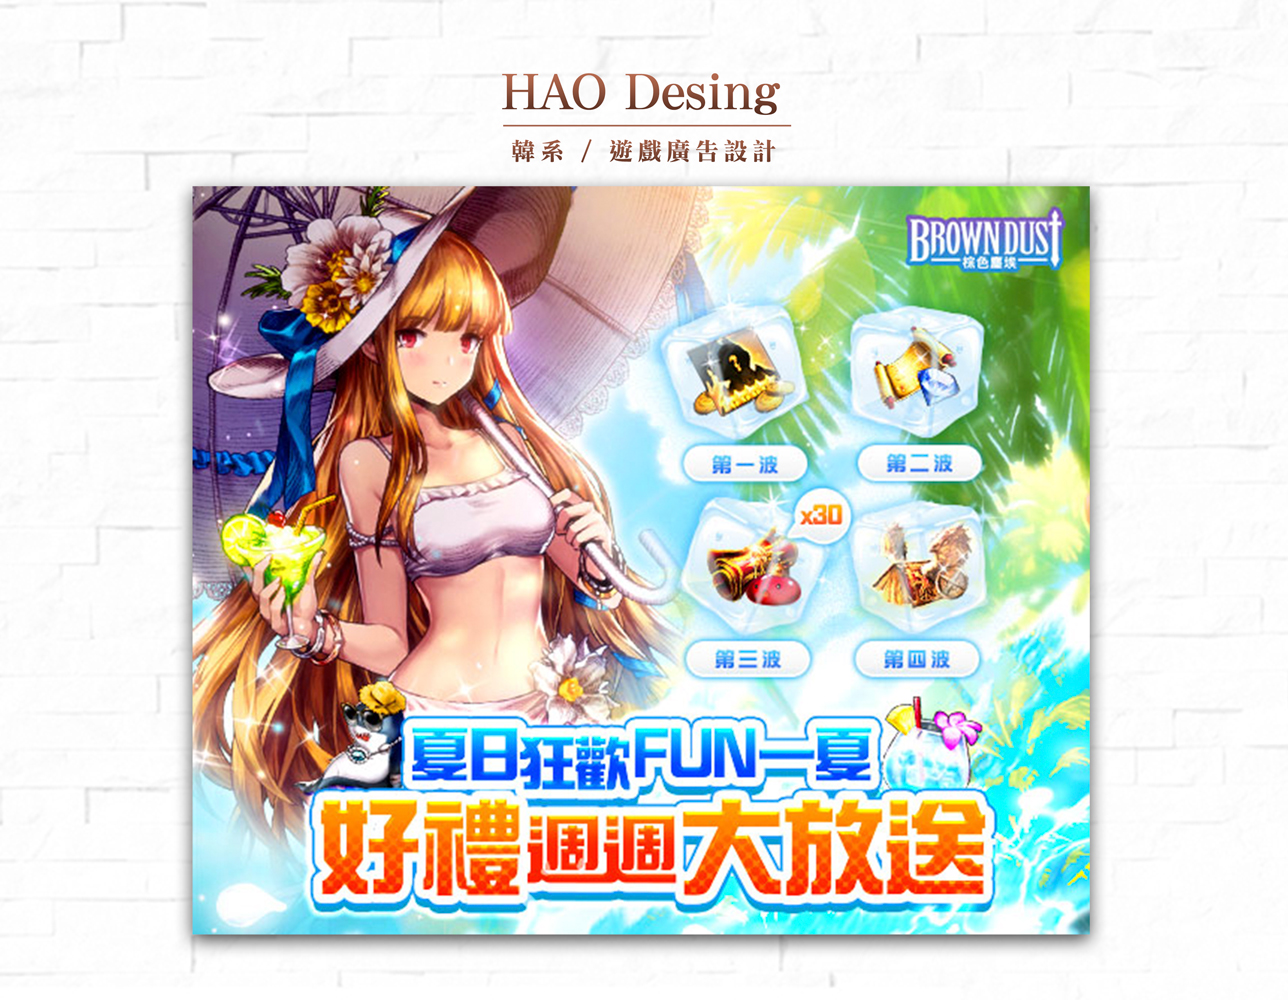 HAO Desing
韓系 / 遊戲廣告設計
BROWN DUST
棕色塵埃
第一波
第二波
x30
第三波
第四波
夏日狂歡FUN一夏
好禮週週大放送